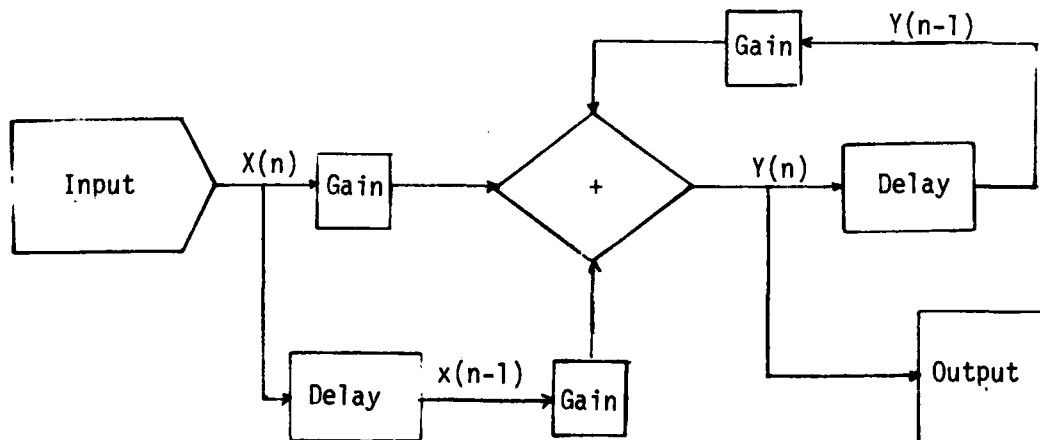 Gain
Y(n-1)
Input
X(n)
Gain
+
Y(n)
Delay
Delay
x(n-1)
Gain
Output